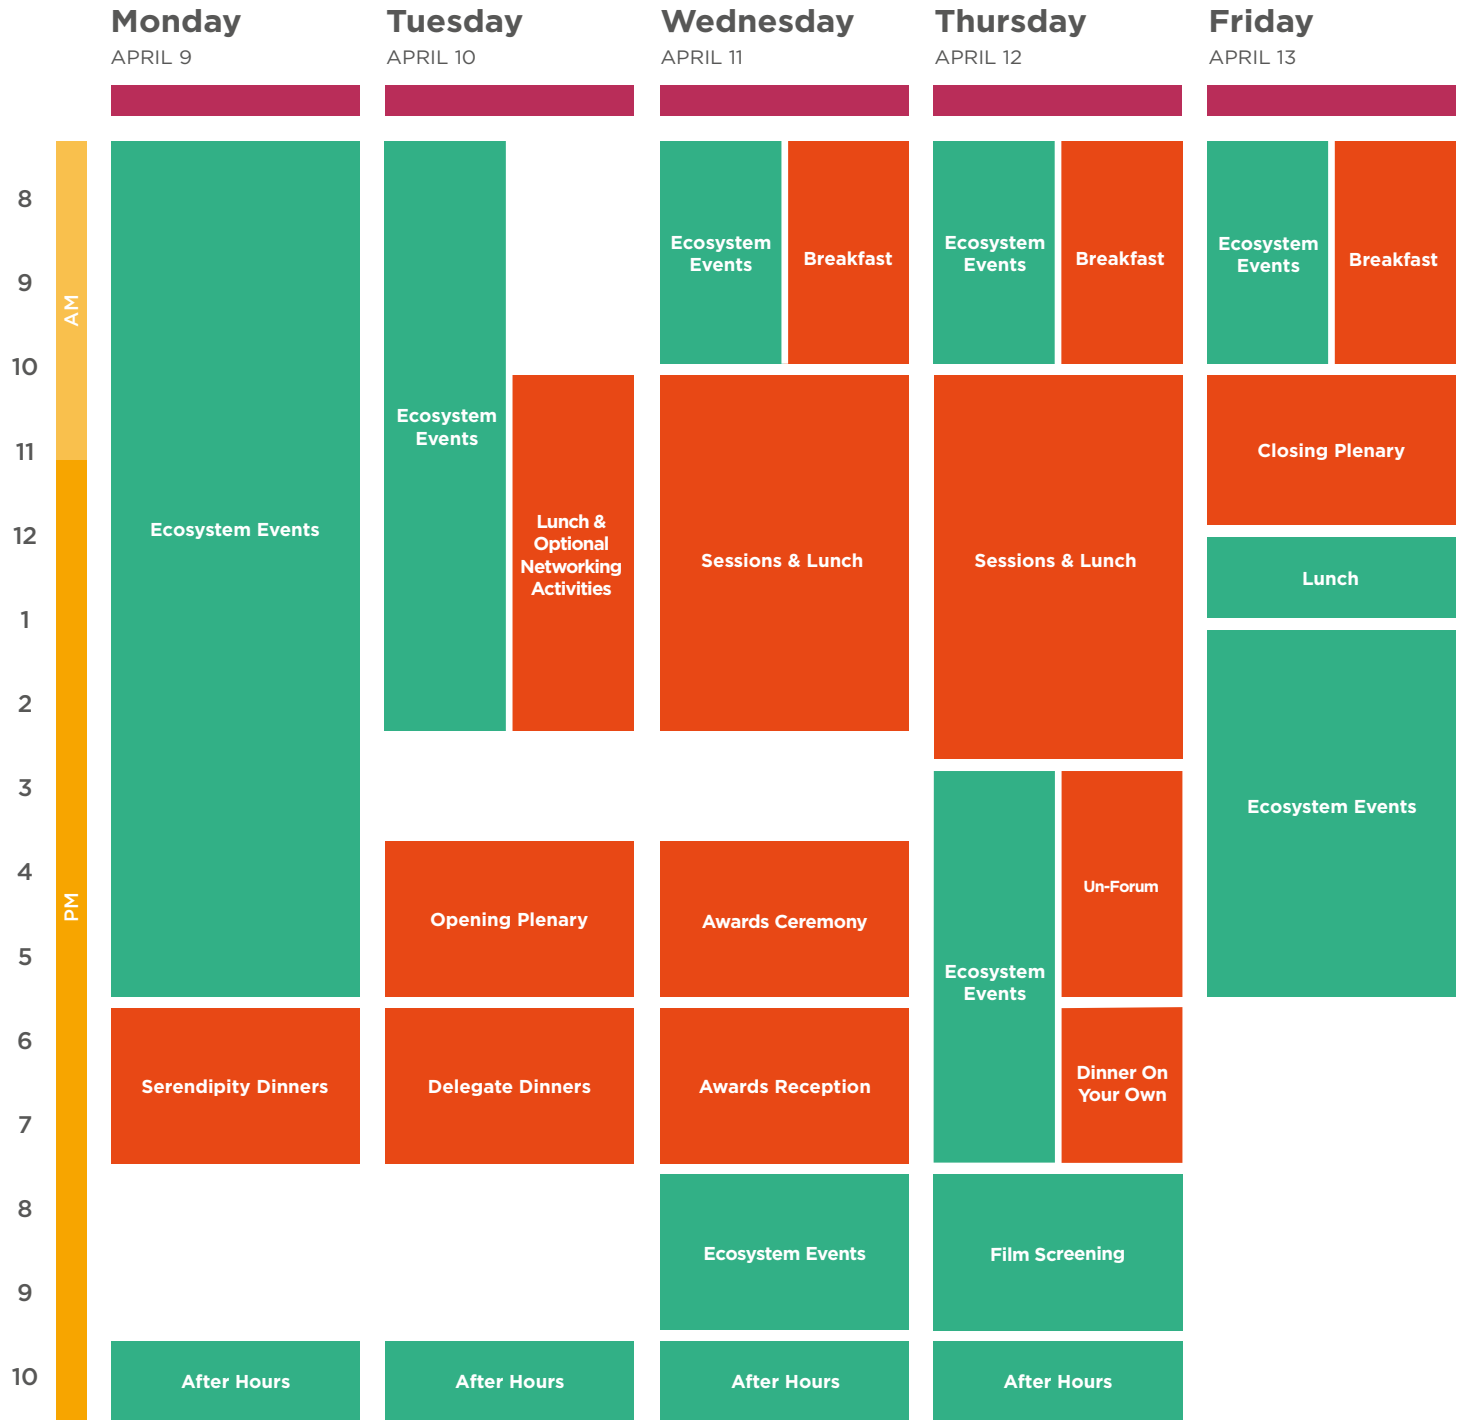 Monday
APRIL 9
Tuesday
APRIL 10
Wednesday
APRIL 11
Thursday
APRIL 12
Friday
APRIL 13
AM
PM
8
9
10
11
12
1
2
3
4
5
6
7
8
9
10
Ecosystem Events
Serendipity Dinners
After Hours
Ecosystem
Events
Lunch &
Optional
Networking
Activities
Opening Plenary
Delegate Dinners
After Hours
Ecosystem
Events
Breakfast
Sessions & Lunch
Awards Ceremony
Awards Reception
Ecosystem Events
After Hours
Ecosystem
Events
Breakfast
Sessions & Lunch
Ecosystem
Events
Un-Forum
Dinner On
Your Own
Film Screening
After Hours
Ecosystem
Events
Breakfast
Closing Plenary
Lunch
Ecosystem Events